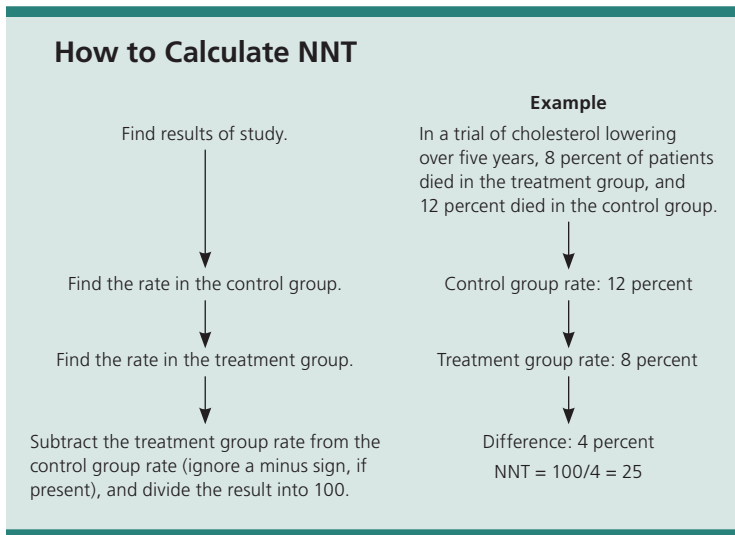 How to Calculate NNT
Find results of study.
Find the rate in the control group.
Find the rate in the treatment group.
Subtract the treatment group rate from the
control group rate (ignore a minus sign, if
present), and divide the result into 100.
Example
In a trial of cholesterol lowering
over five years, 8 percent of patients
died in the treatment group, and
12 percent died in the control group.
Control group rate: 12 percent
Treatment group rate: 8 percent
Difference: 4 percent
NNT = 100/4 = 25